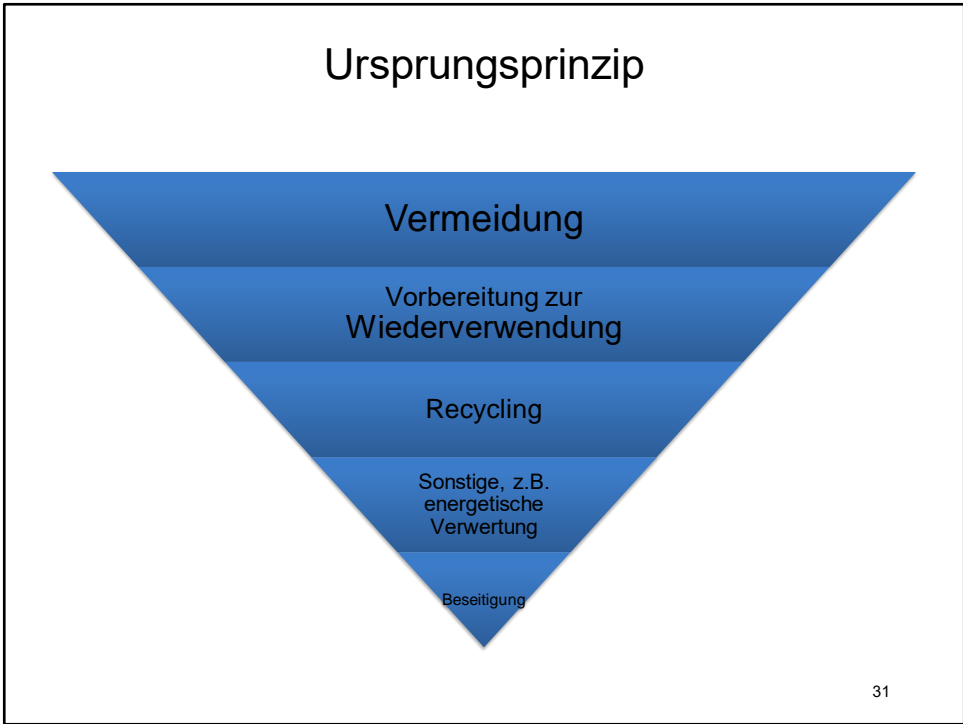 Ursprungsprinzip
Vermeidung
Vorbereitung zur
Wiederverwendung
Recycling
Sonstige, z.B.
energetische
Verwertung
Beseitigung
31